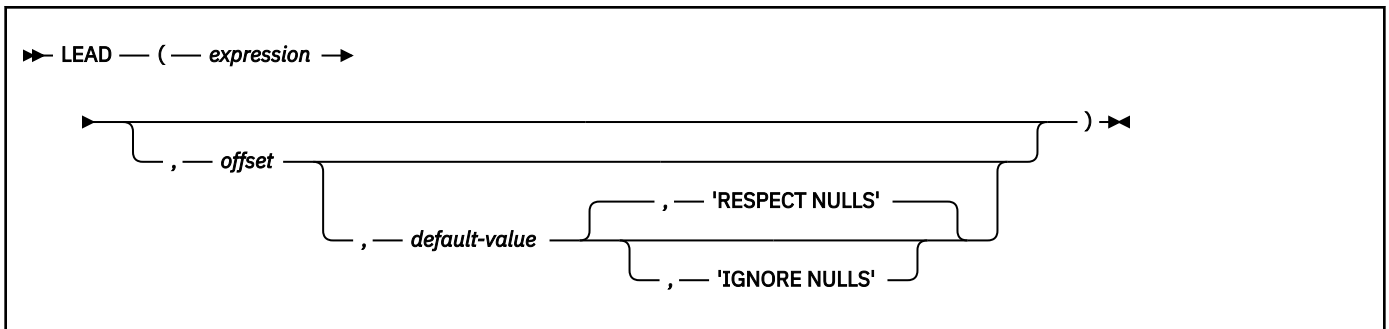 LEAD ( expression
)
, offset
, 'RESPECT NULLS'
, default-value
, 'IGNORE NULLS'